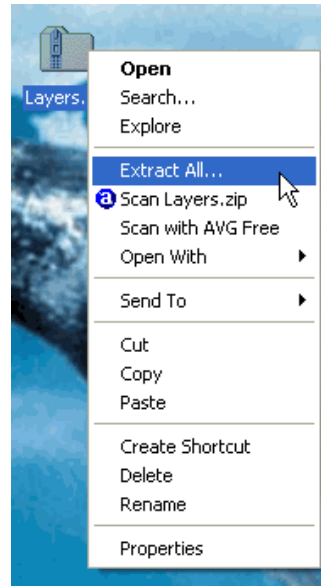 Layers.
Open
Search...
Explore
Extract All...
a Scan Layers.zip
Scan with AVG Free
Open With
Send To
Cut
Copy
Paste
Create Shortcut
Delete
Rename
Properties